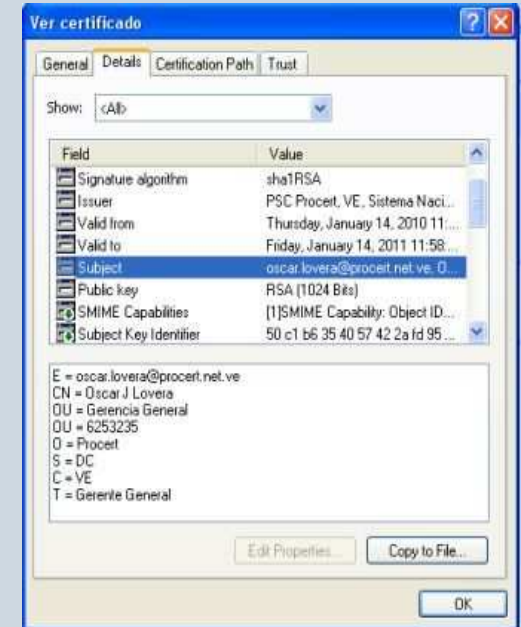 Ver certificado
General Details Certification Path Trust
Show: <All>
Field Value
Signature algorithm sha1RSA
Issuer PSC Procert, VE, Sistema Naci...
Valid from Thursday, January 14, 2010 11:...
Valid to Friday, January 14, 2011 11:58:...
Subject oscar.lovera@procert.net.ve, O...
Public key RSA (1024 Bits)
SMIME Capabilities [1]SMIME Capability: Object ID...
Subject Key Identifier 50 c1 b6 35 40 57 42 2a fd 95 ...
E = oscar.lovera@procert.net.ve
CN = Oscar J Lovera
OU = Gerencia General
OU = 6253235
O = Procert
S = DC
C = VE
T = Gerente General
Edit Properties... Copy to File...
OK